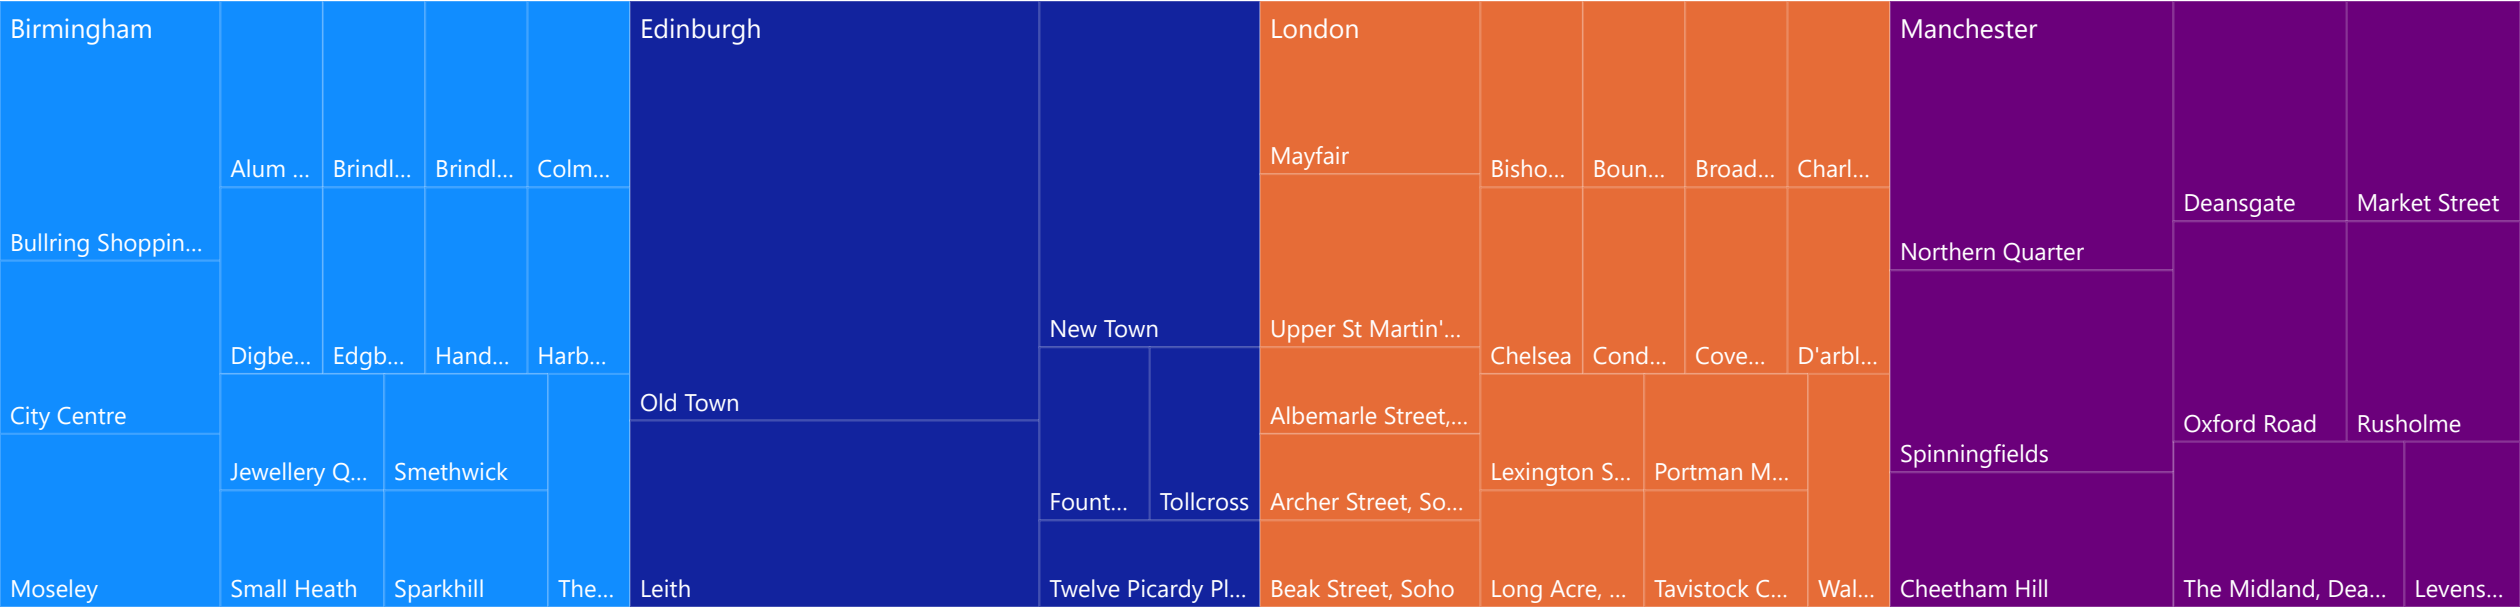 Birmingham
Bullring Shoppin...
City Centre
Moseley
Alum ...
Brindl...
Brindl...
Colm...
Digbe...
Edgb...
Hand...
Harb...
Jewellery Q...
Smethwick
Small Heath
Sparkhill
The...
Edinburgh
Old Town
Leith
New Town
Fount...
Tollcross
Twelve Picardy Pl...
London
Mayfair
Upper St Martin'...
Albemarle Street,...
Archer Street, So...
Beak Street, Soho
Bisho...
Boun...
Broad...
Charl...
Chelsea
Cond...
Cove...
D'arbl...
Lexington S...
Portman M...
Long Acre, ...
Tavistock C...
Wal...
Manchester
Northern Quarter
Spinningfields
Cheetham Hill
Deansgate
Market Street
Oxford Road
Rusholme
The Midland, Dea...
Levens...